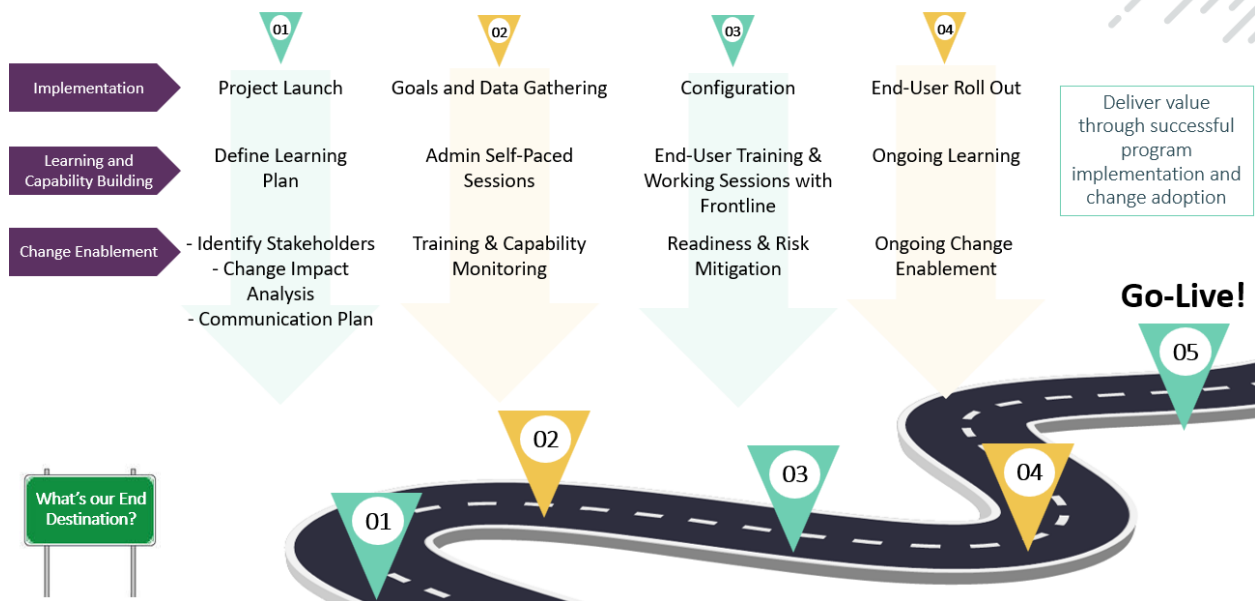 01
02
03
04
Implementation
Project Launch
Goals and Data Gathering
Configuration
End-User Roll Out
Deliver value
through successful
program
implementation and
change adoption
Learning and
Capability Building
Define Learning
Plan
Admin Self-Paced
Sessions
End-User Training &
Working Sessions with
Frontline
Ongoing Learning
Change Enablement
- Identify Stakeholders
- Change Impact
Analysis
- Communication Plan
Training & Capability
Monitoring
Readiness & Risk
Mitigation
Ongoing Change
Enablement
Go-Live!
05
02
03
04
01
What's our End
Destination?